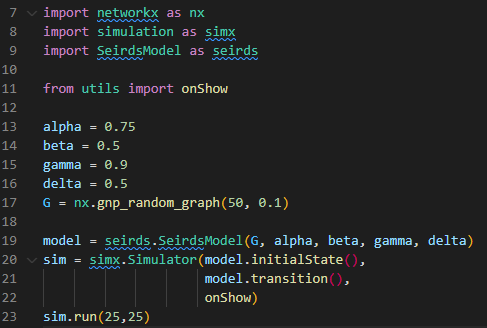 7 import networkx as nx
8 import simulation as simx
9 import SeirdsModel as seirds
10
11 from utils import onShow
12
13 alpha = 0.75
14 beta = 0.5
15 gamma = 0.9
16 delta = 0.5
17 G = nx.gnp_random_graph(50, 0.1)
18
19 model = seirds.SeirdsModel(G, alpha, beta, gamma, delta)
20 sim = simx.Simulator(model.initialState(),
21 model.transition(),
22 onShow)
23 sim.run(25,25)